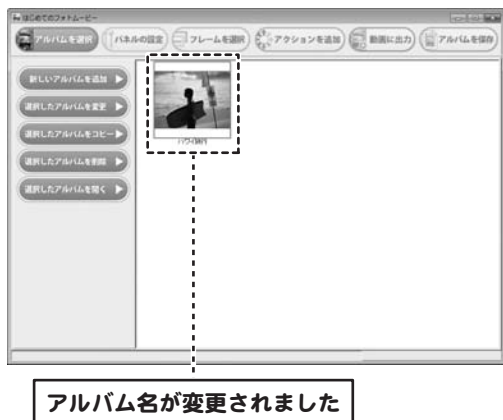 はじめてのフォトムービー
アルバムを選択
パネルの設定
フレームを選択
アクションを追加
動画に出力
アルバムを保存
新しいアルバムを追加
選択したアルバムを変更
選択したアルバムをコピー
選択したアルバムを削除
選択したアルバムを開く
ハワイ旅行
アルバム名が変更されました